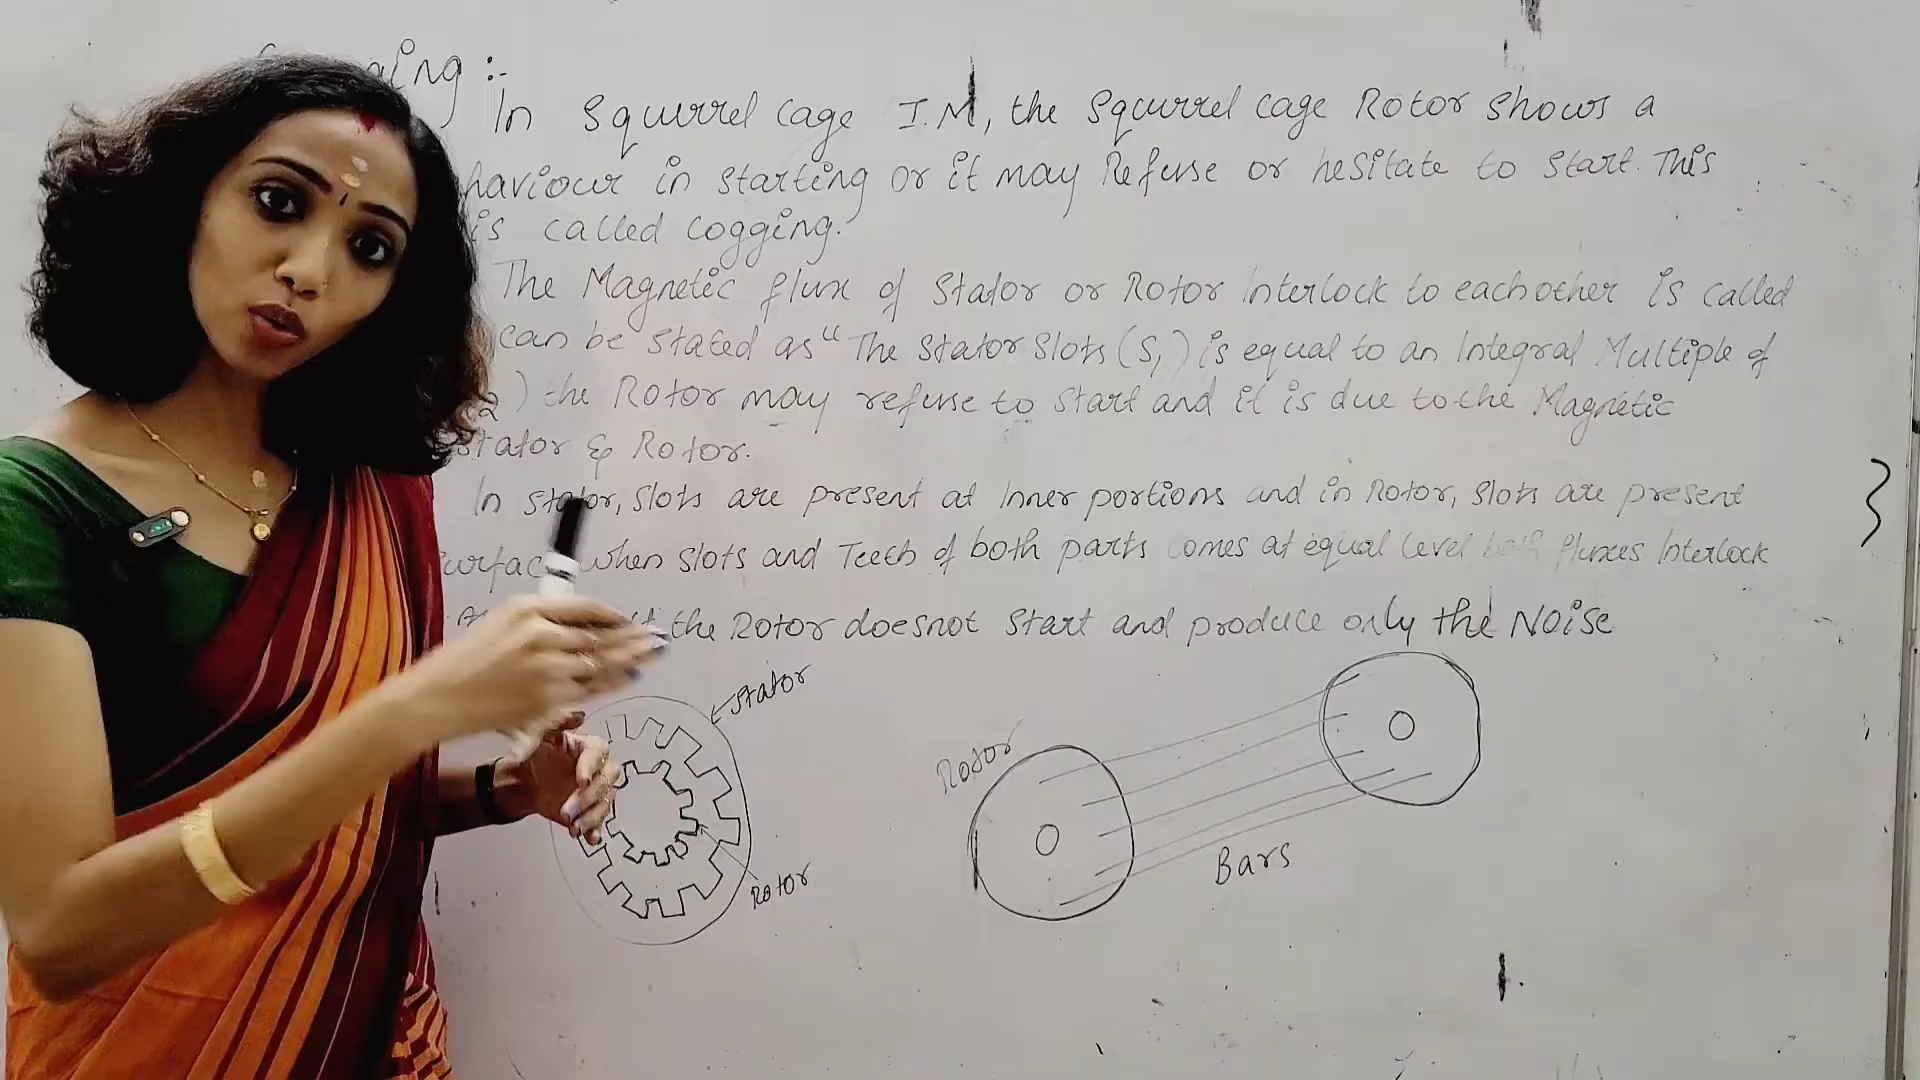 ging :-
In Squirrel cage I.M, the Squirrel cage Rotor shows a
haviour in starting or it may Refuse or hesitate to start. This
is called cogging.
The Magnetic flux of Stator or Rotor interlock to each other is called
can be stated as "The Stator Slots (S1) is equal to an Integral Multiple of
2) the Rotor may refuse to start and it is due to the Magnetic
Stator & Rotor.
In stator, slots are present at inner portions and in Rotor, slots are present
urfac when slots and Teeth of both parts comes at equal level both fluxes Interlock
the Rotor doesnot start and produce only the Noise
Stator
Rotor
Rotor
Bars